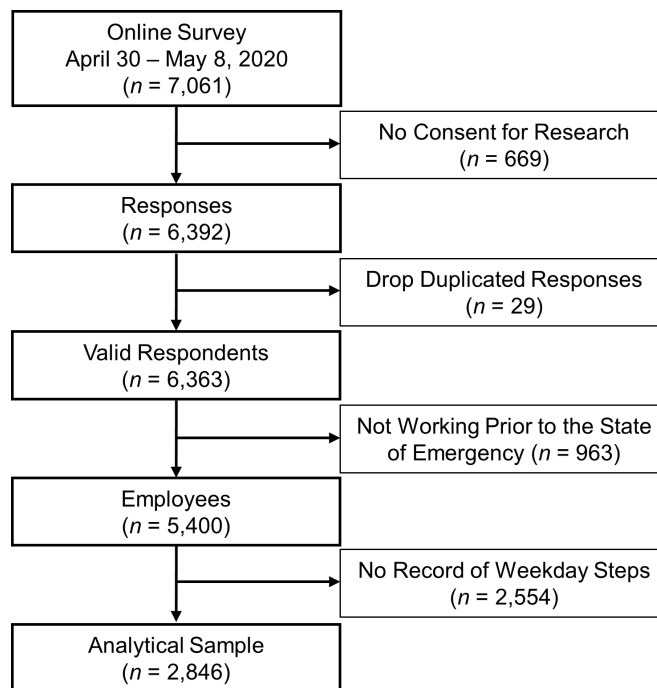 Online Survey
April 30 – May 8, 2020
(n = 7,061)
No Consent for Research
(n = 669)
Responses
(n = 6,392)
Drop Duplicated Responses
(n = 29)
Valid Respondents
(n = 6,363)
Not Working Prior to the State
of Emergency (n = 963)
Employees
(n = 5,400)
No Record of Weekday Steps
(n = 2,554)
Analytical Sample
(n = 2,846)